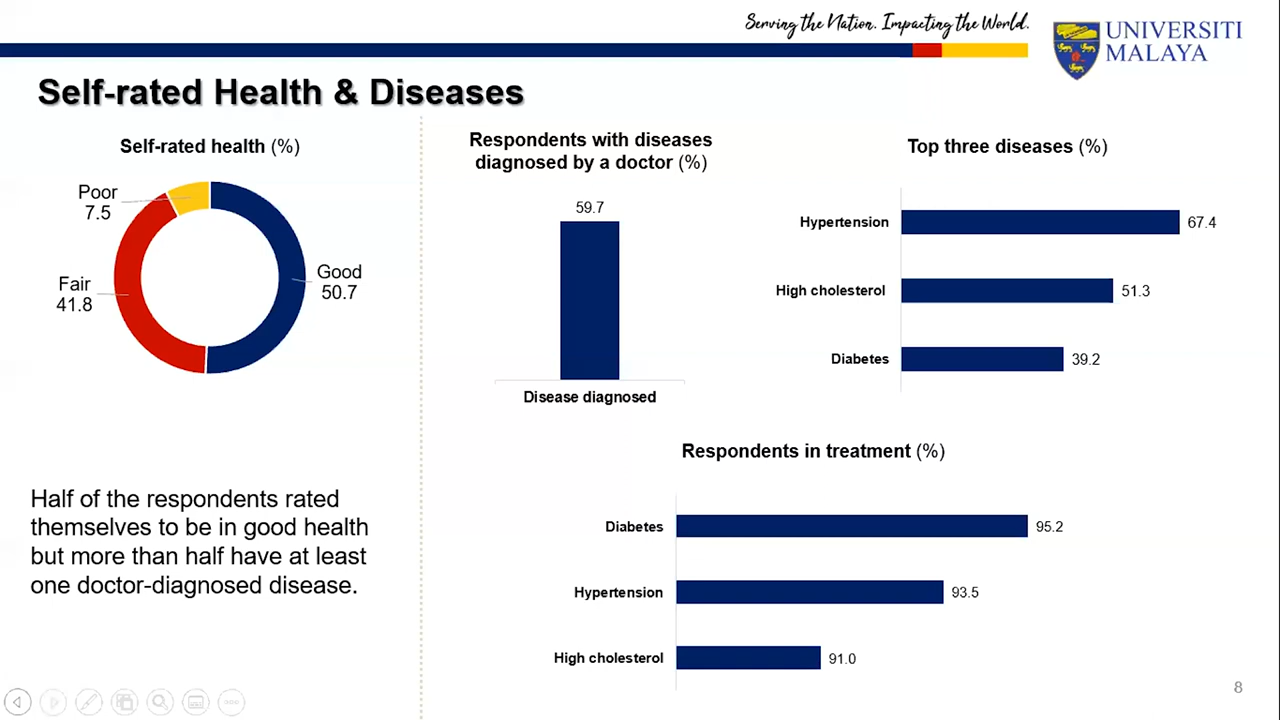 Serving the Nation. Impacting the World.
UNIVERSITI
MALAYA
Self-rated Health & Diseases
Self-rated health (%)
Poor
7.5
Fair
41.8
Good
50.7
Half of the respondents rated
themselves to be in good health
but more than half have at least
one doctor-diagnosed disease.
Respondents with diseases
diagnosed by a doctor (%)
59.7
Disease diagnosed
Top three diseases (%)
Hypertension 67.4
High cholesterol 51.3
Diabetes 39.2
Respondents in treatment (%)
Diabetes 95.2
Hypertension 93.5
High cholesterol 91.0
8